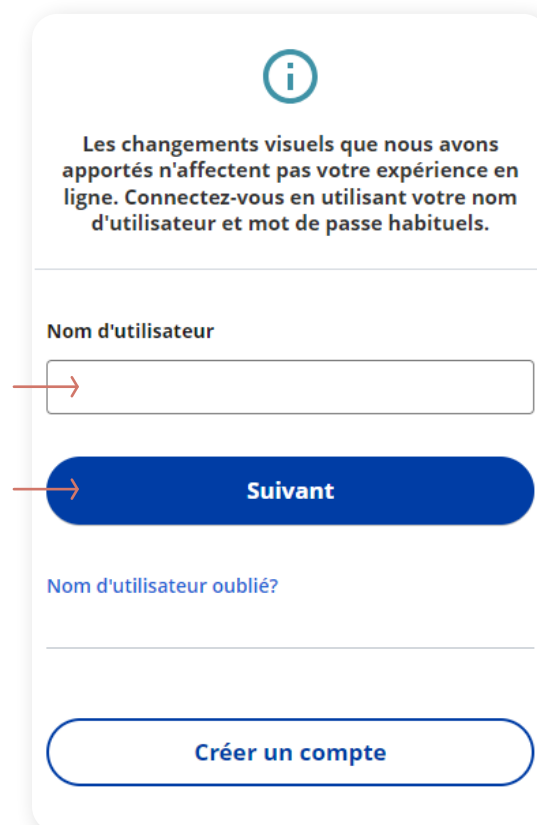 Les changements visuels que nous avons
apportés n'affectent pas votre expérience en
ligne. Connectez-vous en utilisant votre nom
d'utilisateur et mot de passe habituels.
Nom d'utilisateur
Suivant
Nom d'utilisateur oublié?
Créer un compte